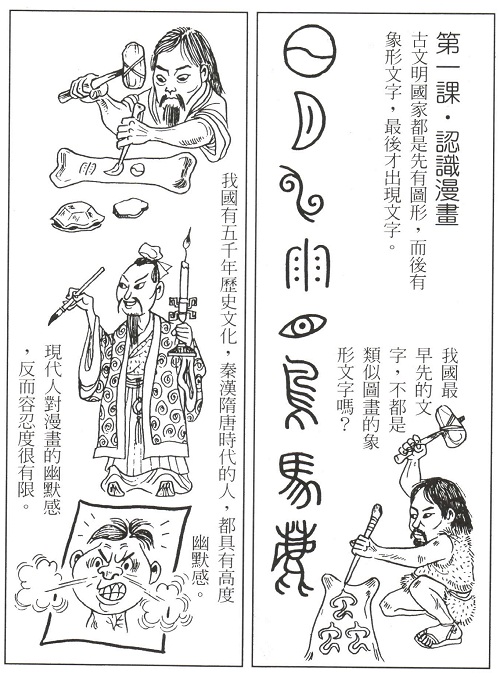 第一課・認識漫畫
古文明國家都是先有圖形，而後有
象形文字，最後才出現文字。
我國最
早先的文
字，不都是
類似圖畫的象
形文字嗎？
我國有五千年歷史文化，秦漢隋唐時代的人，都具有高度
幽默感。
現代人對漫畫的幽默感
，反而容忍度很有限。